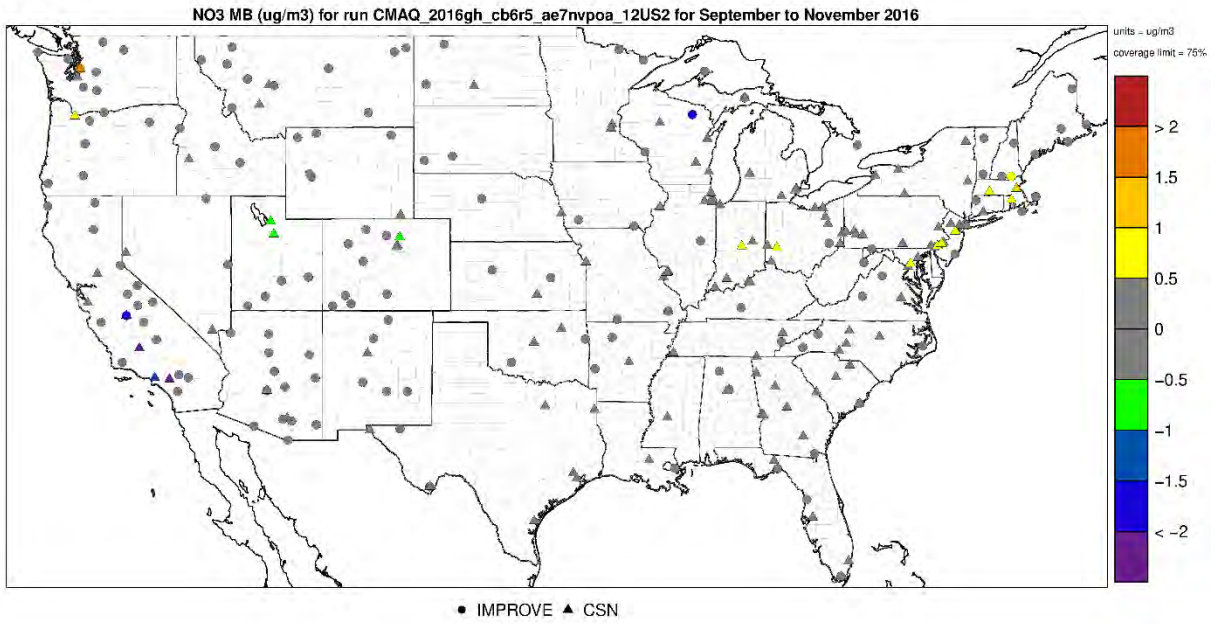 NO3 MB (ug/m3) for run CMAQ_2016gh_cb6r5_ae7nvpoa_12US2 for September to November 2016
units = ug/m3
coverage limit = 75%
> 2
1.5
1
0.5
0
−0.5
−1
−1.5
< −2
● IMPROVE ▲ CSN